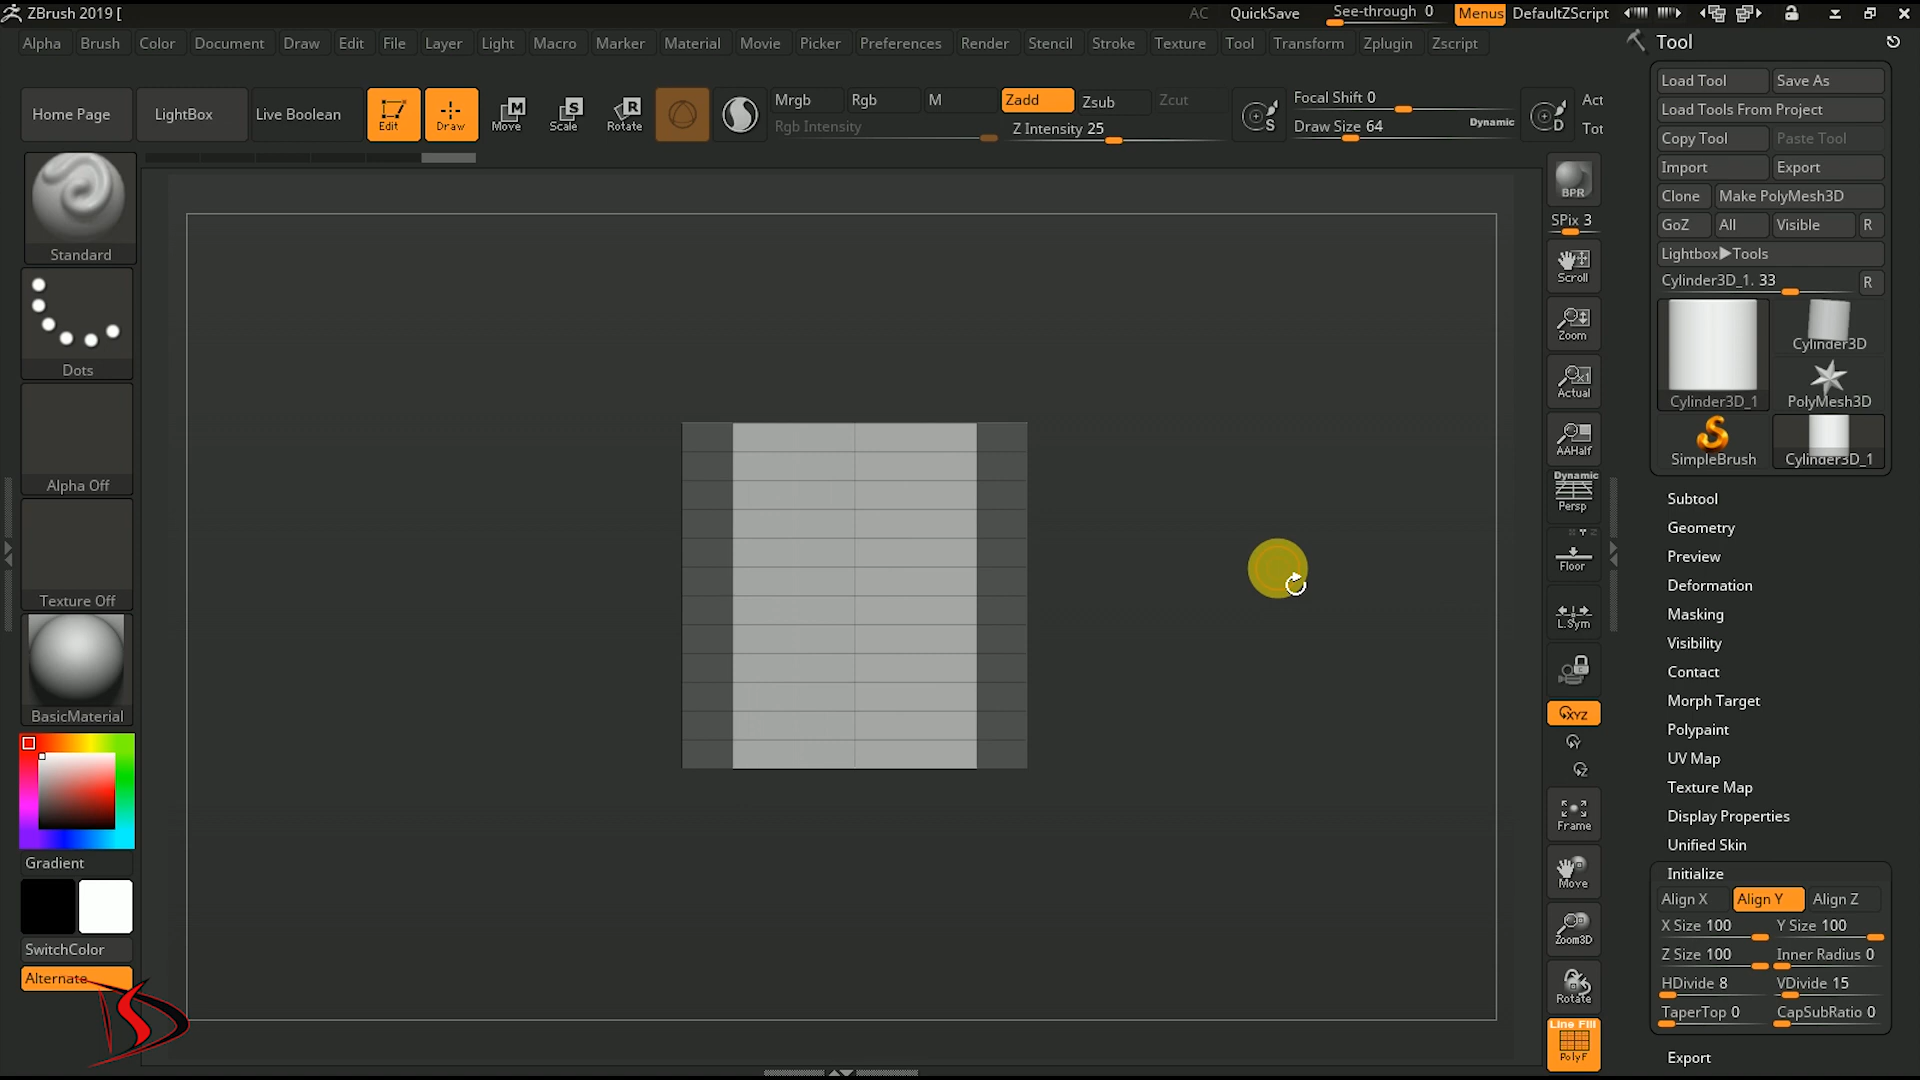 ZBrush 2019 [
AC
QuickSave
See-through 0
Menus
DefaultZScript
Alpha
Brush
Color
Document
Draw
Edit
File
Layer
Light
Macro
Marker
Material
Movie
Picker
Preferences
Render
Stencil
Stroke
Texture
Tool
Transform
Zplugin
Zscript
Tool
Home Page
LightBox
Live Boolean
Edit
Draw
Move
Scale
Rotate
Mrgb
Rgb
M
Zadd
Zsub
Zcut
Rgb Intensity
Z Intensity 25
Focal Shift 0
Draw Size 64
Dynamic
Act
Tot
Standard
Dots
Alpha Off
Texture Off
BasicMaterial
Gradient
SwitchColor
Alternate
BPR
SPix 3
Scroll
Zoom
Actual
AAHalf
Dynamic
Persp
Floor
L.Sym
XYZ
Y
Z
Frame
Move
Zoom3D
Rotate
Line Fill
PolyF
Load Tool
Save As
Load Tools From Project
Copy Tool
Paste Tool
Import
Export
Clone
Make PolyMesh3D
GoZ
All
Visible
R
Lightbox▶Tools
Cylinder3D_1. 33
R
Cylinder3D_1
Cylinder3D
PolyMesh3D
SimpleBrush
Cylinder3D_1
Subtool
Geometry
Preview
Deformation
Masking
Visibility
Contact
Morph Target
Polypaint
UV Map
Texture Map
Display Properties
Unified Skin
Initialize
Align X
Align Y
Align Z
X Size 100
Y Size 100
Z Size 100
Inner Radius 0
HDivide 8
VDivide 15
TaperTop 0
CapSubRatio 0
Export